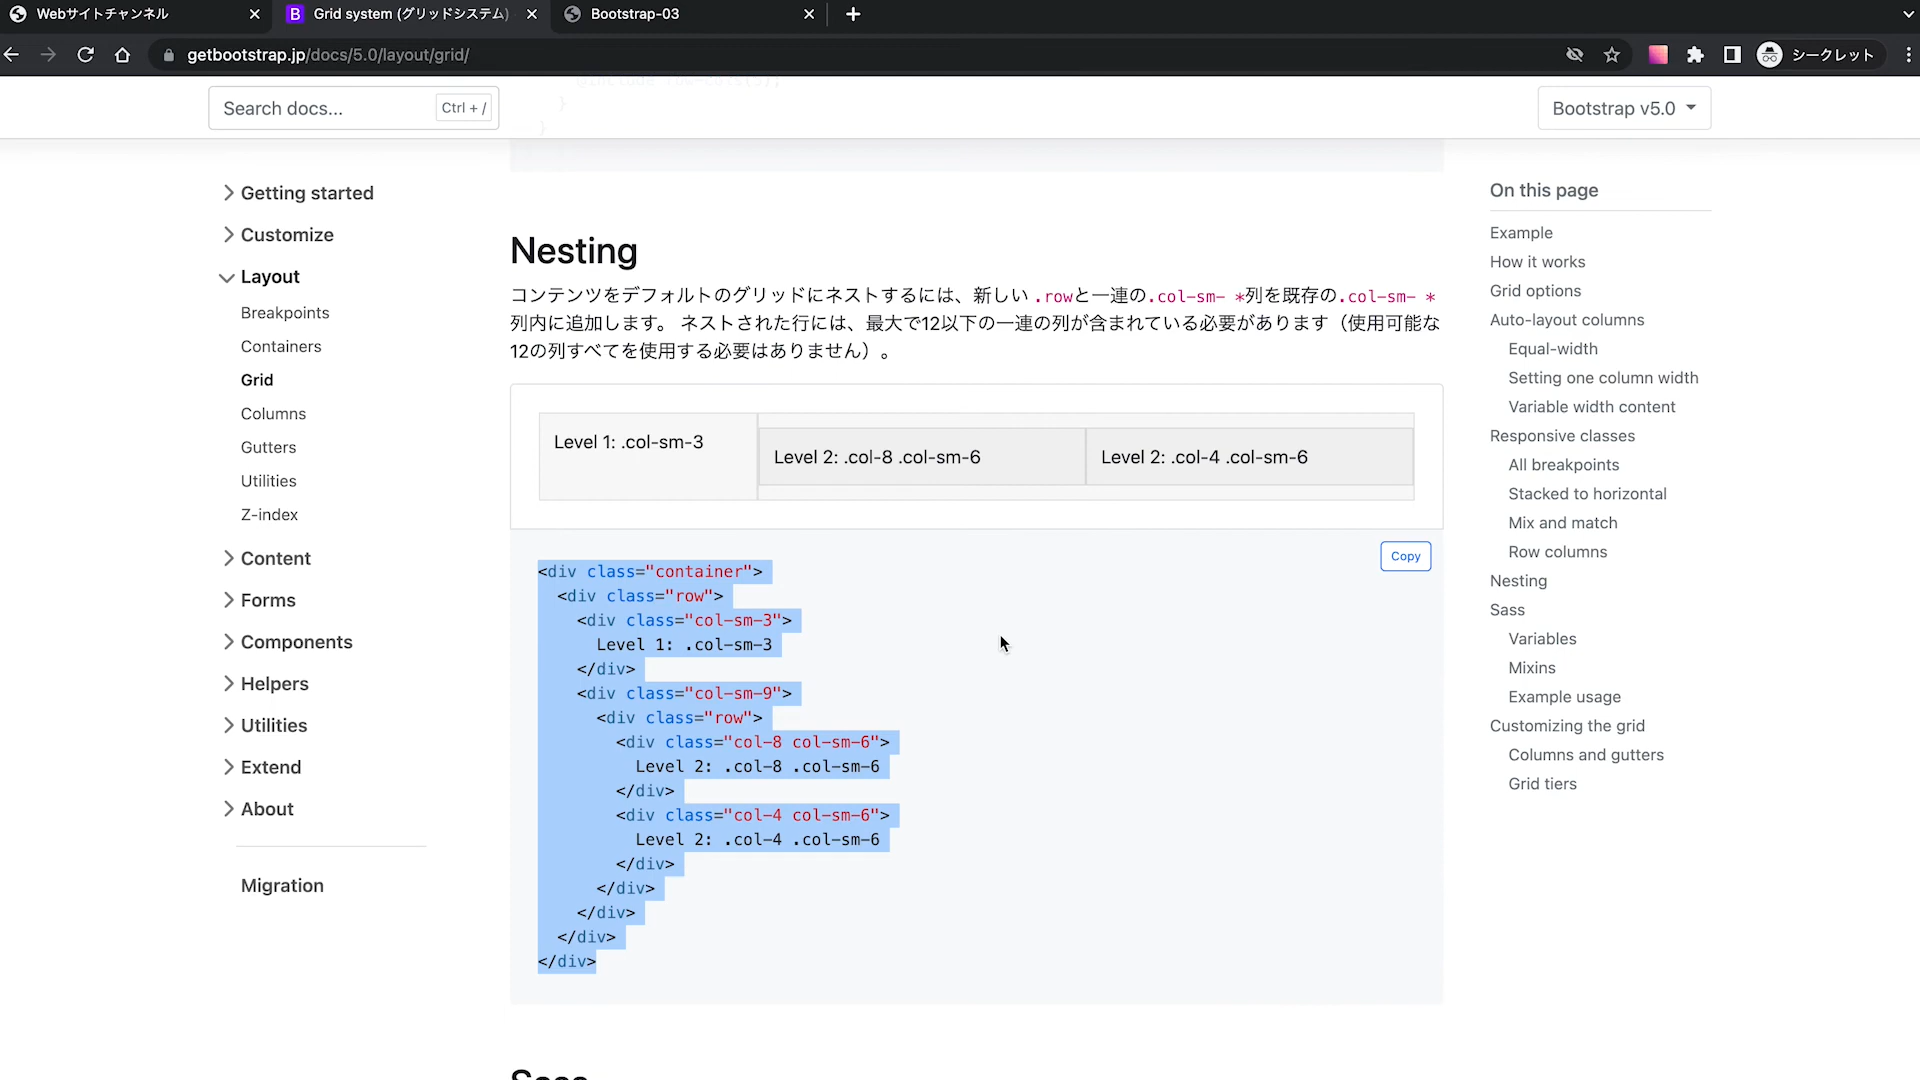 Webサイトチャンネル
Grid system (グリッドシステム)
Bootstrap-03
getbootstrap.jp/docs/5.0/layout/grid/
シークレット
Search docs...
Ctrl + /
Bootstrap v5.0
}
}
Getting started
Customize
Layout
Breakpoints
Containers
Grid
Columns
Gutters
Utilities
Z-index
Content
Forms
Components
Helpers
Utilities
Extend
About
Migration
Nesting
コンテンツをデフォルトのグリッドにネストするには、新しい .rowと一連の.col-sm- *列を既存の.col-sm- *
列内に追加します。 ネストされた行には、最大で12以下の一連の列が含まれている必要があります（使用可能な
12の列すべてを使用する必要はありません）。
Level 1: .col-sm-3
Level 2: .col-8 .col-sm-6
Level 2: .col-4 .col-sm-6
Copy
<div class="container">
<div class="row">
<div class="col-sm-3">
Level 1: .col-sm-3
</div>
<div class="col-sm-9">
<div class="row">
<div class="col-8 col-sm-6">
Level 2: .col-8 .col-sm-6
</div>
<div class="col-4 col-sm-6">
Level 2: .col-4 .col-sm-6
</div>
</div>
</div>
</div>
</div>
On this page
Example
How it works
Grid options
Auto-layout columns
Equal-width
Setting one column width
Variable width content
Responsive classes
All breakpoints
Stacked to horizontal
Mix and match
Row columns
Nesting
Sass
Variables
Mixins
Example usage
Customizing the grid
Columns and gutters
Grid tiers